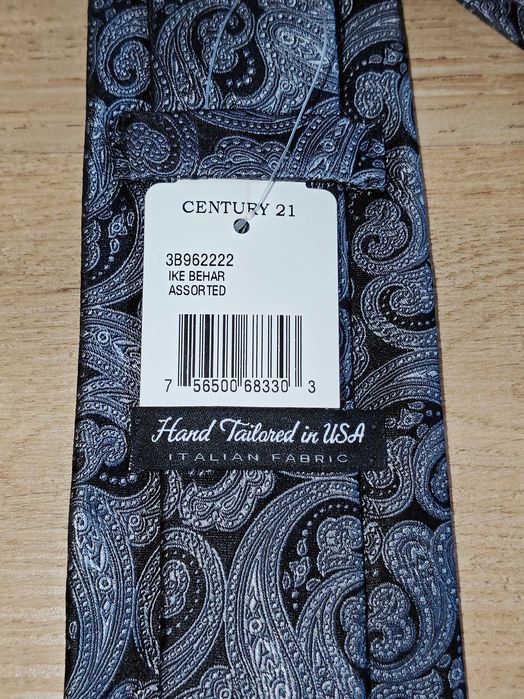 CENTURY 21
3B962222
IKE BEHAR
ASSORTED
7 56500 68330 3
Hand Tailored in USA
ITALIAN FABRIC